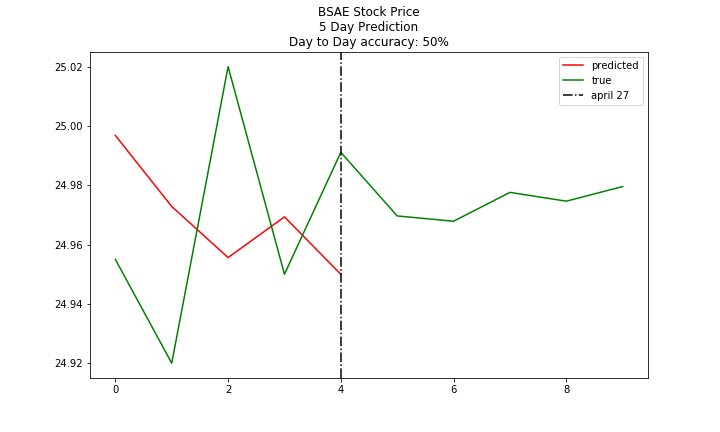 BSAE Stock Price
5 Day Prediction
Day to Day accuracy: 50%
predicted
true
april 27
25.02
25.00
24.98
24.96
24.94
24.92
0
2
4
6
8